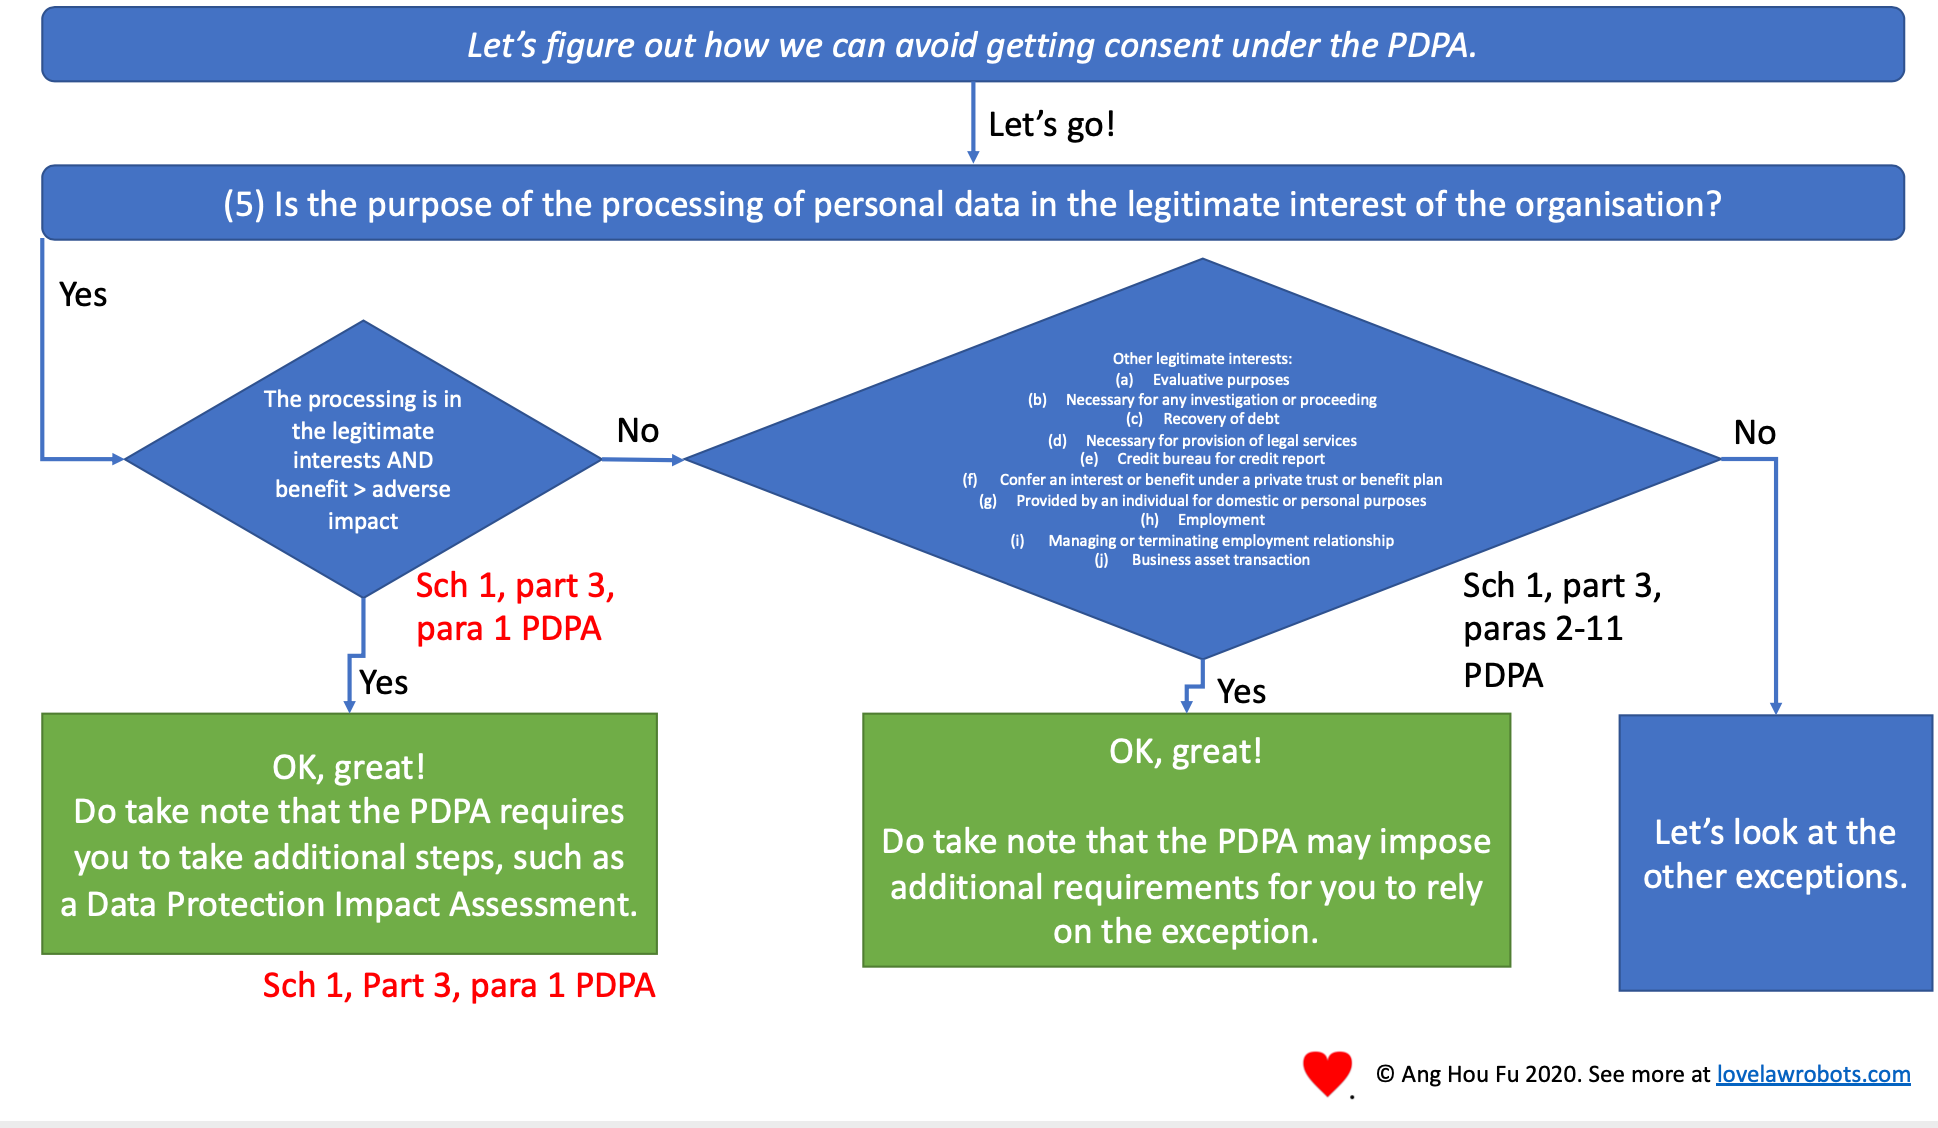 Let’s figure out how we can avoid getting consent under the PDPA.
Let’s go!
(5) Is the purpose of the processing of personal data in the legitimate interest of the organisation?
Yes
The processing is in
the legitimate
interests AND
benefit > adverse
impact
No
Other legitimate interests:
(a) Evaluative purposes
(b) Necessary for any investigation or proceeding
(c) Recovery of debt
(d) Necessary for provision of legal services
(e) Credit bureau for credit report
(f) Confer an interest or benefit under a private trust or benefit plan
(g) Provided by an individual for domestic or personal purposes
(h) Employment
(i) Managing or terminating employment relationship
(j) Business asset transaction
No
Sch 1, part 3,
para 1 PDPA
Sch 1, part 3,
paras 2-11
PDPA
Yes
Yes
OK, great!
Do take note that the PDPA requires
you to take additional steps, such as
a Data Protection Impact Assessment.
Sch 1, Part 3, para 1 PDPA
OK, great!
Do take note that the PDPA may impose
additional requirements for you to rely
on the exception.
Let’s look at the
other exceptions.
. © Ang Hou Fu 2020. See more at lovelawrobots.com